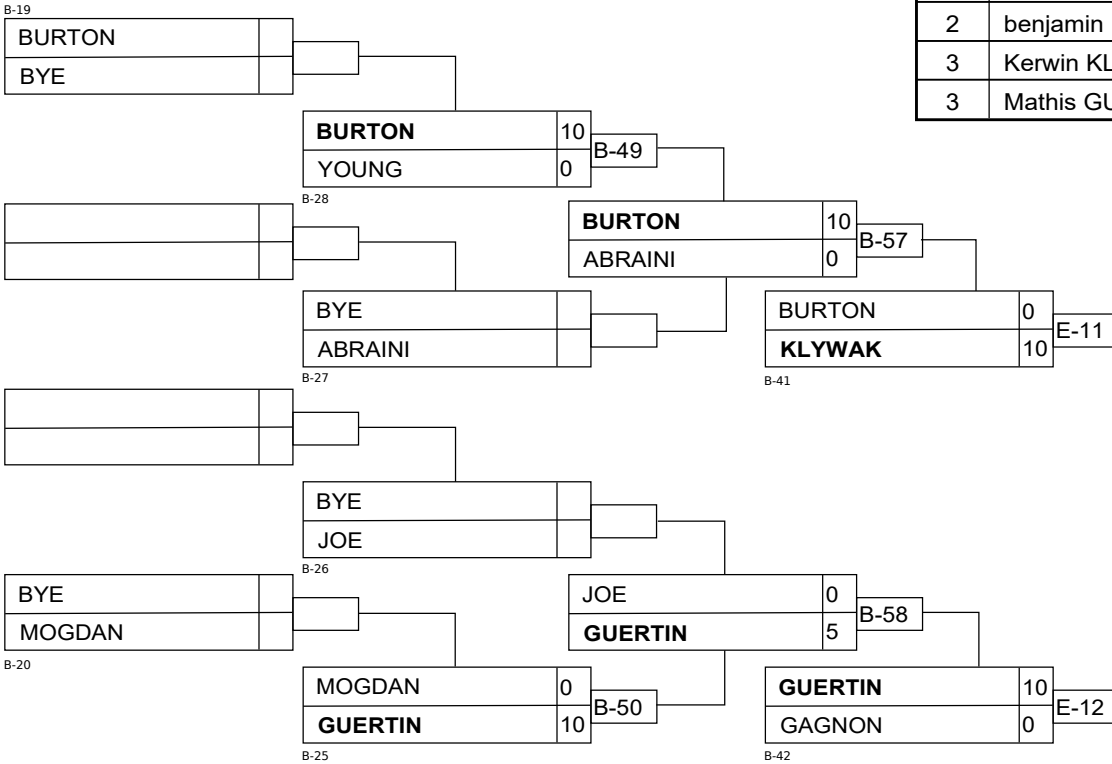 B-19
BURTON
BYE
2 benjamin
3 Kerwin
3 Mathis
BURTON 10
B-49
YOUNG 0
B-28
BURTON 10
B-57
ABRAINI 0
BYE
ABRAINI
B-27
BURTON 0
E-11
KLYWAK 10
B-41
BYE
JOE
B-26
BYE
MOGDAN
B-20
JOE 0
B-58
GUERTIN 5
MOGDAN 0
B-50
GUERTIN 10
B-25
GUERTIN 10
E-12
GAGNON 0
B-42